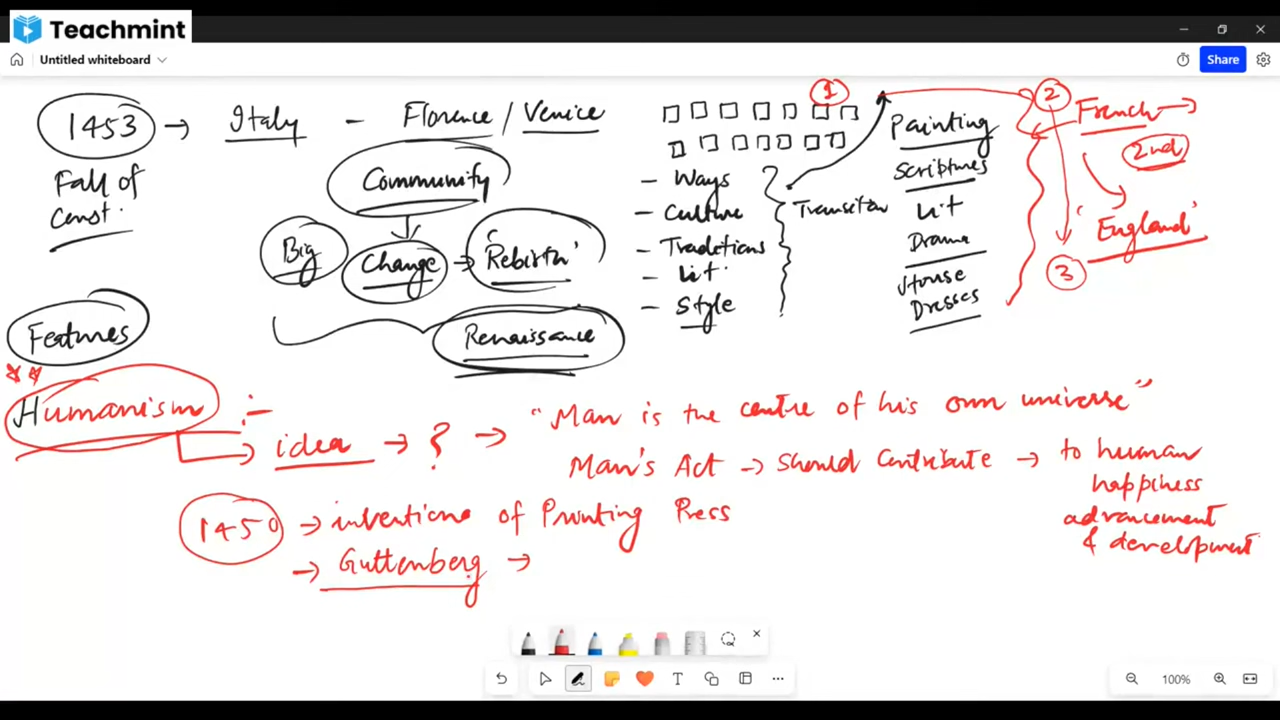 Teachmint
Untitled whiteboard
Share
1453 → Italy - Florence / Venice
Fall of
Const.
Community
Big
Change → 'Rebirth'
Renaissance
- Ways
- Culture
- Traditions
- Lit.
- Style
Transition
1
Painting
Scriptures
Lit
Drama
House
Dresses
2
French →
2nd
'England'
3
Features
Humanism :-
idea → ? → "Man is the centre of his own universe"
Man's Act → should contribute → to human
happiness
advancement
& development
1450 → inventions of Printing Press
→ Guttenberg →
100%